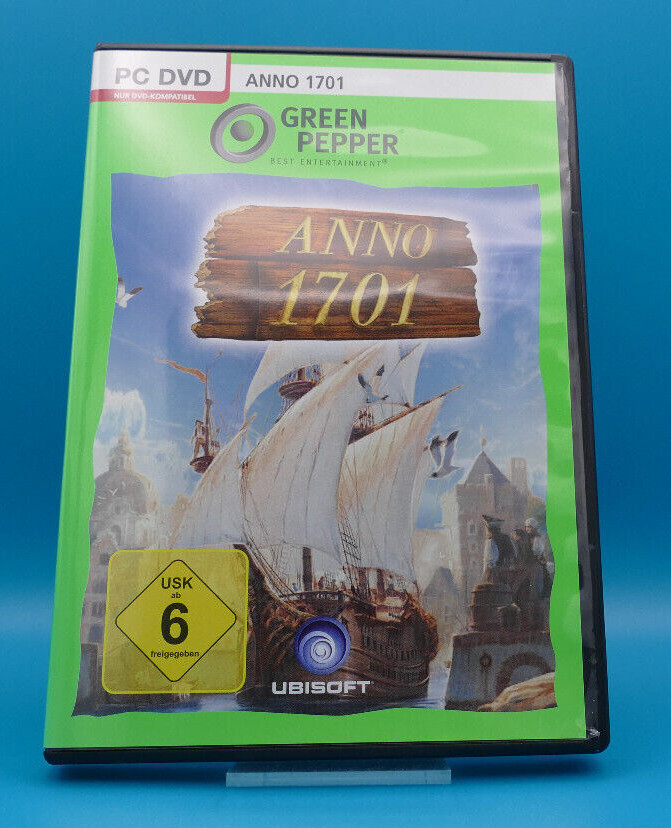 PC DVD
NUR DVD-KOMPATIBEL
ANNO 1701
GREEN
PEPPER
BEST ENTERTAINMENT®
ANNO
1701
USK
ab
6
freigegeben
UBISOFT